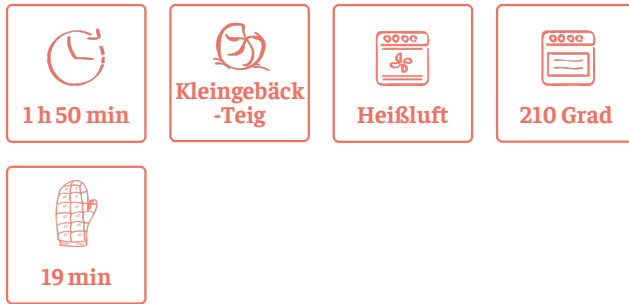 1 h 50 min
Kleingebäck
-Teig
Heißluft
210 Grad
19 min